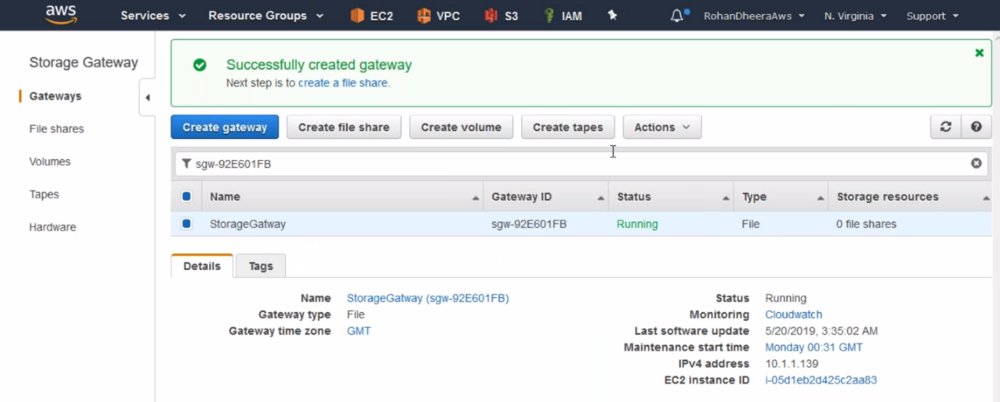 aws Services Resource Groups EC2 VPC S3 IAM RohanDheeraAws N. Virginia Support
Storage Gateway
Gateways
File shares
Volumes
Tapes
Hardware
Successfully created gateway
Next step is to create a file share.
Create gateway Create file share Create volume Create tapes Actions
sgw-92E601FB
Name Gateway ID Status Type Storage resources
StorageGatway sgw-92E601FB Running File 0 file shares
Details Tags
Name StorageGatway (sgw-92E601FB)
Gateway type File
Gateway time zone GMT
Status Running
Monitoring Cloudwatch
Last software update 5/20/2019, 3:35:02 AM
Maintenance start time Monday 00:31 GMT
IPv4 address 10.1.1.139
EC2 instance ID i-05d1eb2d425c2aa83